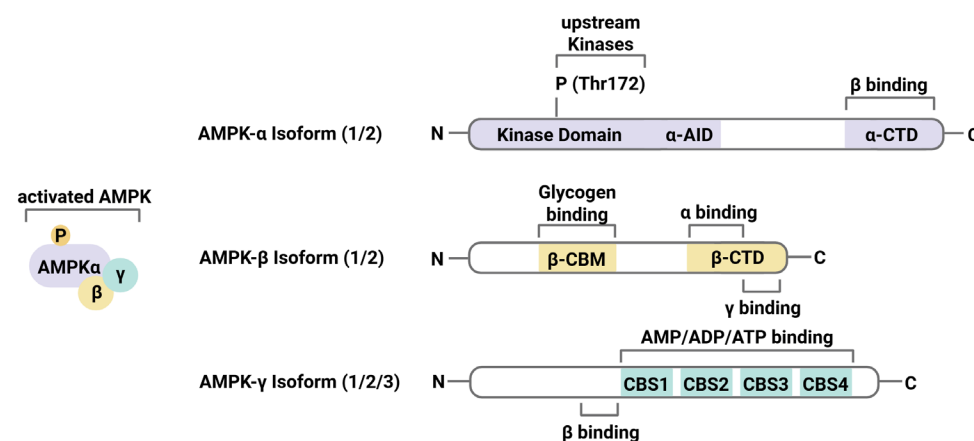 upstream
Kinases
P (Thr172)
β binding
AMPK-α Isoform (1/2)
N
Kinase Domain
α-AID
α-CTD
C
activated AMPK
P
AMPKα
γ
β
Glycogen
binding
α binding
AMPK-β Isoform (1/2)
N
β-CBM
β-CTD
C
γ binding
AMP/ADP/ATP binding
AMPK-γ Isoform (1/2/3)
N
CBS1
CBS2
CBS3
CBS4
C
β binding